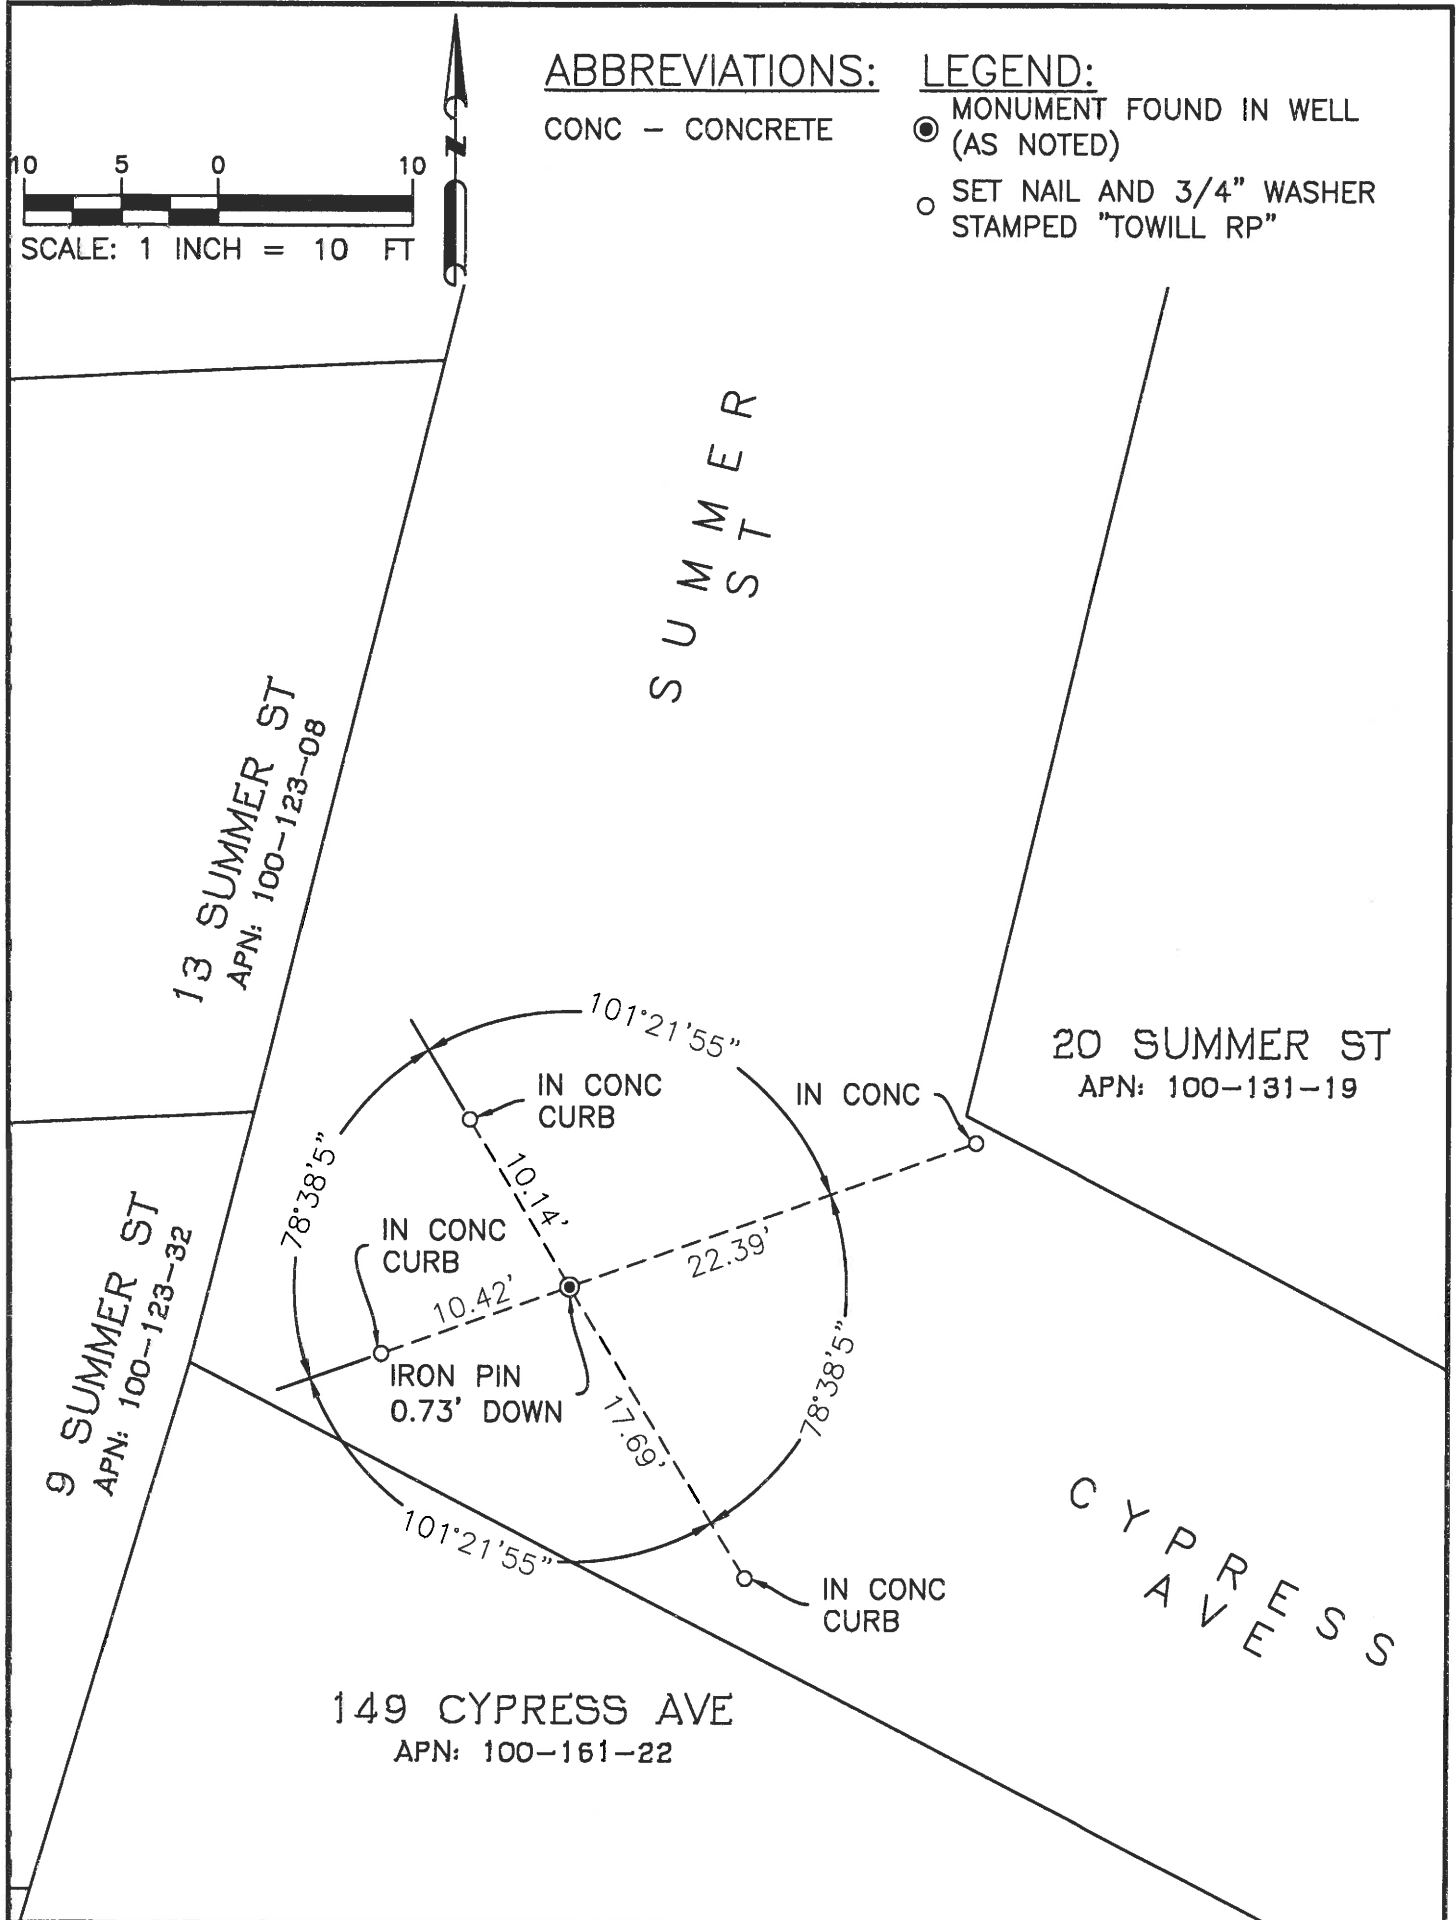 ABBREVIATIONS:
CONC – CONCRETE
LEGEND:
MONUMENT FOUND IN WELL
(AS NOTED)
SET NAIL AND 3/4" WASHER
STAMPED "TOWILL RP"
N
10 5 0 10
SCALE: 1 INCH = 10 FT
SUMMER
ST
13 SUMMER ST
APN: 100-123-08
101°21'55"
20 SUMMER ST
APN: 100-131-19
IN CONC
CURB
IN CONC
78°38'5"
10.14'
IN CONC
CURB
22.39'
10.42'
9 SUMMER ST
APN: 100-123-32
IRON PIN
0.73' DOWN
17.69'
78°38'5"
101°21'55"
IN CONC
CURB
CYPRESS
AVE
149 CYPRESS AVE
APN: 100-161-22